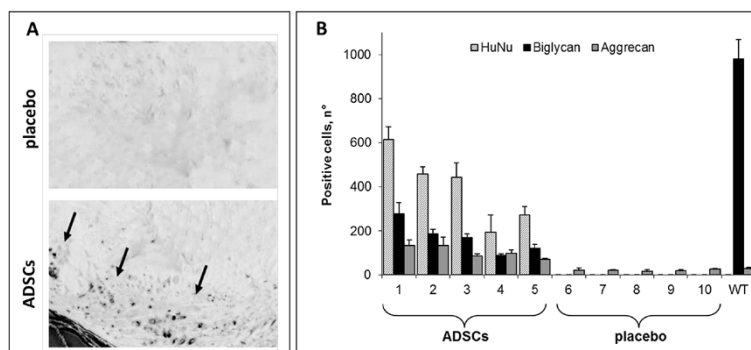 A
placebo
ADSCs
B
HuNu Biglycan Aggrecan
Positive cells, n°
1000
800
600
400
200
0
1 2 3 4 5 6 7 8 9 10 WT
ADSCs placebo